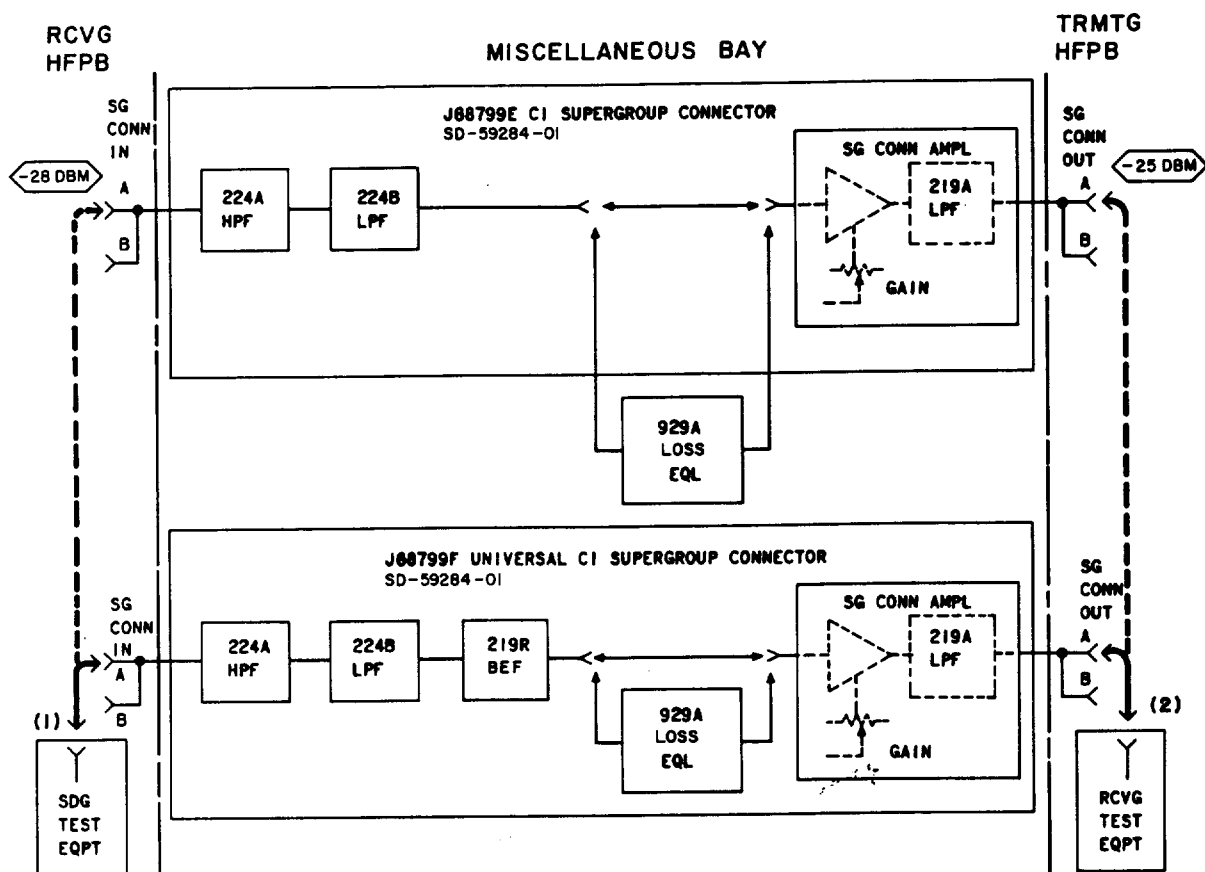 RCVG
HFPB
MISCELLANEOUS BAY
TRMTG
HFPB
SG
CONN
IN
A
B
-28 DBM
J68799E C1 SUPERGROUP CONNECTOR
SD-59284-01
224A
HPF
224B
LPF
SG CONN AMPL
219A
LPF
GAIN
929A
LOSS
EQL
SG
CONN
OUT
A
B
-25 DBM
J68799F UNIVERSAL C1 SUPERGROUP CONNECTOR
SD-59284-01
SG
CONN
IN
A
B
224A
HPF
224B
LPF
219R
BEF
929A
LOSS
EQL
SG CONN AMPL
219A
LPF
GAIN
SG
CONN
OUT
A
B
(1)
SDG
TEST
EQPT
(2)
RCVG
TEST
EQPT